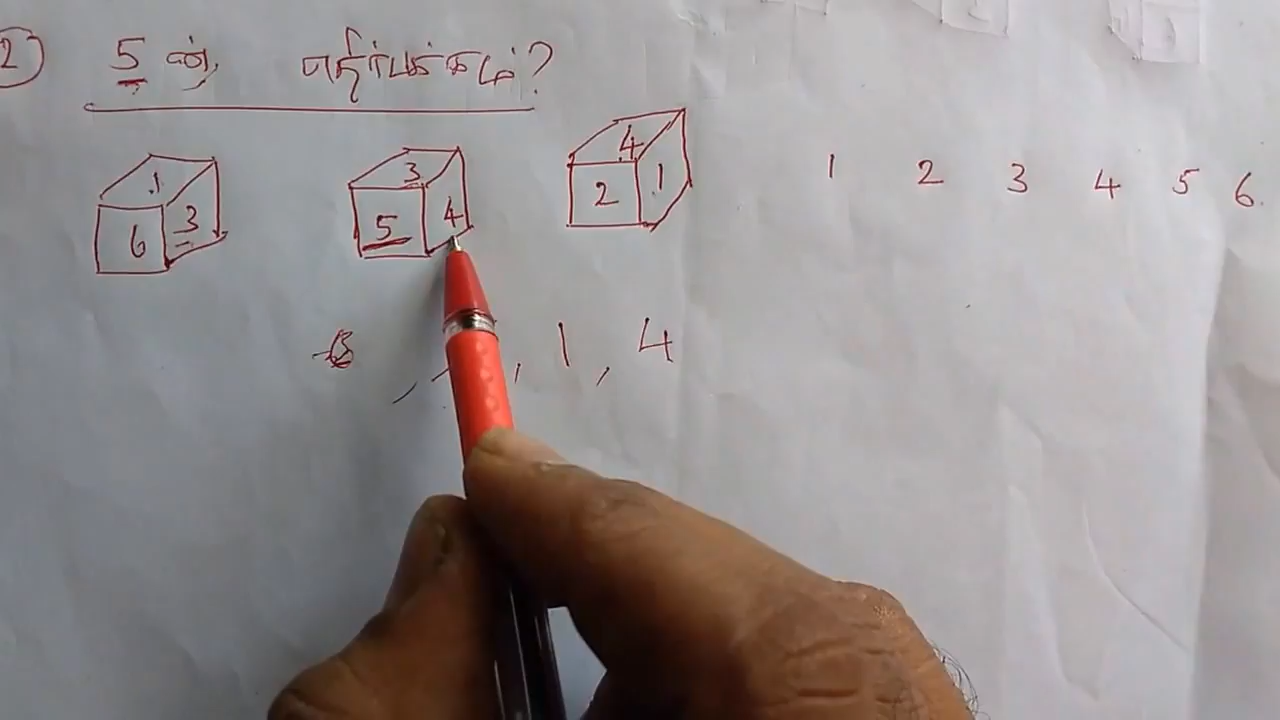 2 5 ன் எதிர்பக்கம்?
1 6 3
3 5 4
4 2 1
1 2 3 4 5 6.
, , 1, 4